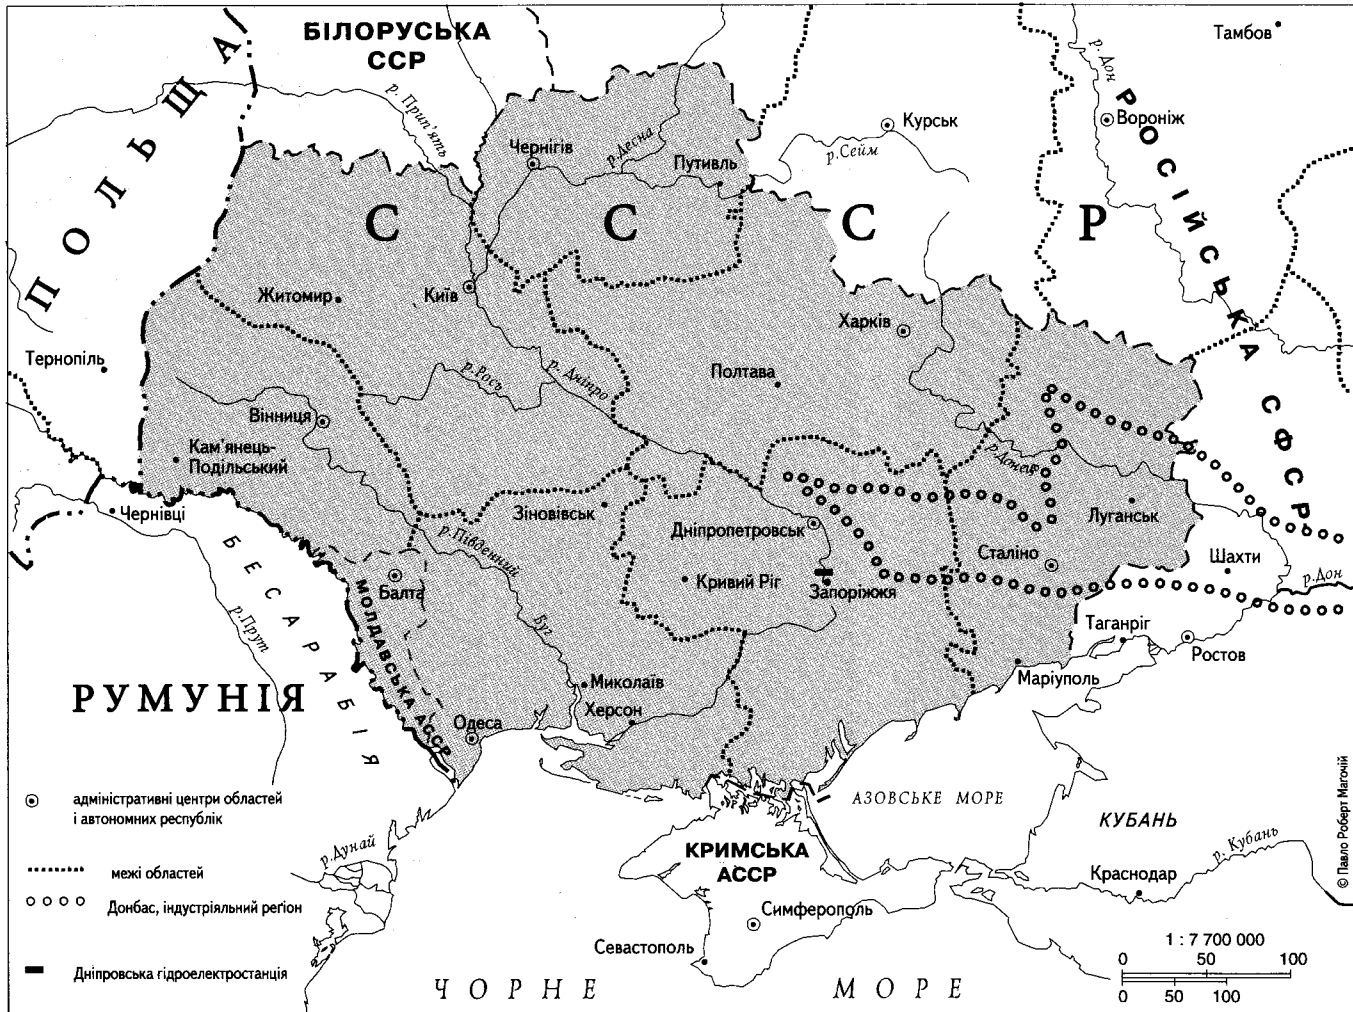 БІЛОРУСЬКА
ССР
Тамбов
р. Дон
ПОЛЬЩА
р. Прип'ять
РОСІЙСЬКА СФСР
Вороніж
Курськ
р.Сейм
Чернігів
р.Десна
Путивль
С С С Р
Житомир
Київ
Харків
Тернопіль
р.Рось
р. Дніпро
Полтава
Вінниця
Кам'янець-
Подільський
р.Донець
Чернівці
Зіновівськ
Дніпропетровськ
Луганськ
р.Південний
Буг
Сталіно
Шахти
БЕСАРАБІЯ
Балта
Кривий Ріг
Запоріжжя
р.Дон
р.Прут
МОЛДАВСЬКА АССР
Таганріг
Ростов
РУМУНІЯ
Миколаїв
Маріуполь
Херсон
Одеса
адміністративні центри областей
і автономних республік
АЗОВСЬКЕ МОРЕ
КУБАНЬ
р.Дунай
КРИМСЬКА
АССР
р. Кубань
межі областей
Краснодар
Донбас, індустріяльний реґіон
Симферополь
Севастополь
1 : 7 700 000
0 50 100
Дніпровська гідроелектростанція
0 50 100
ЧОРНЕ МОРЕ
© Павло Роберт Маґочій